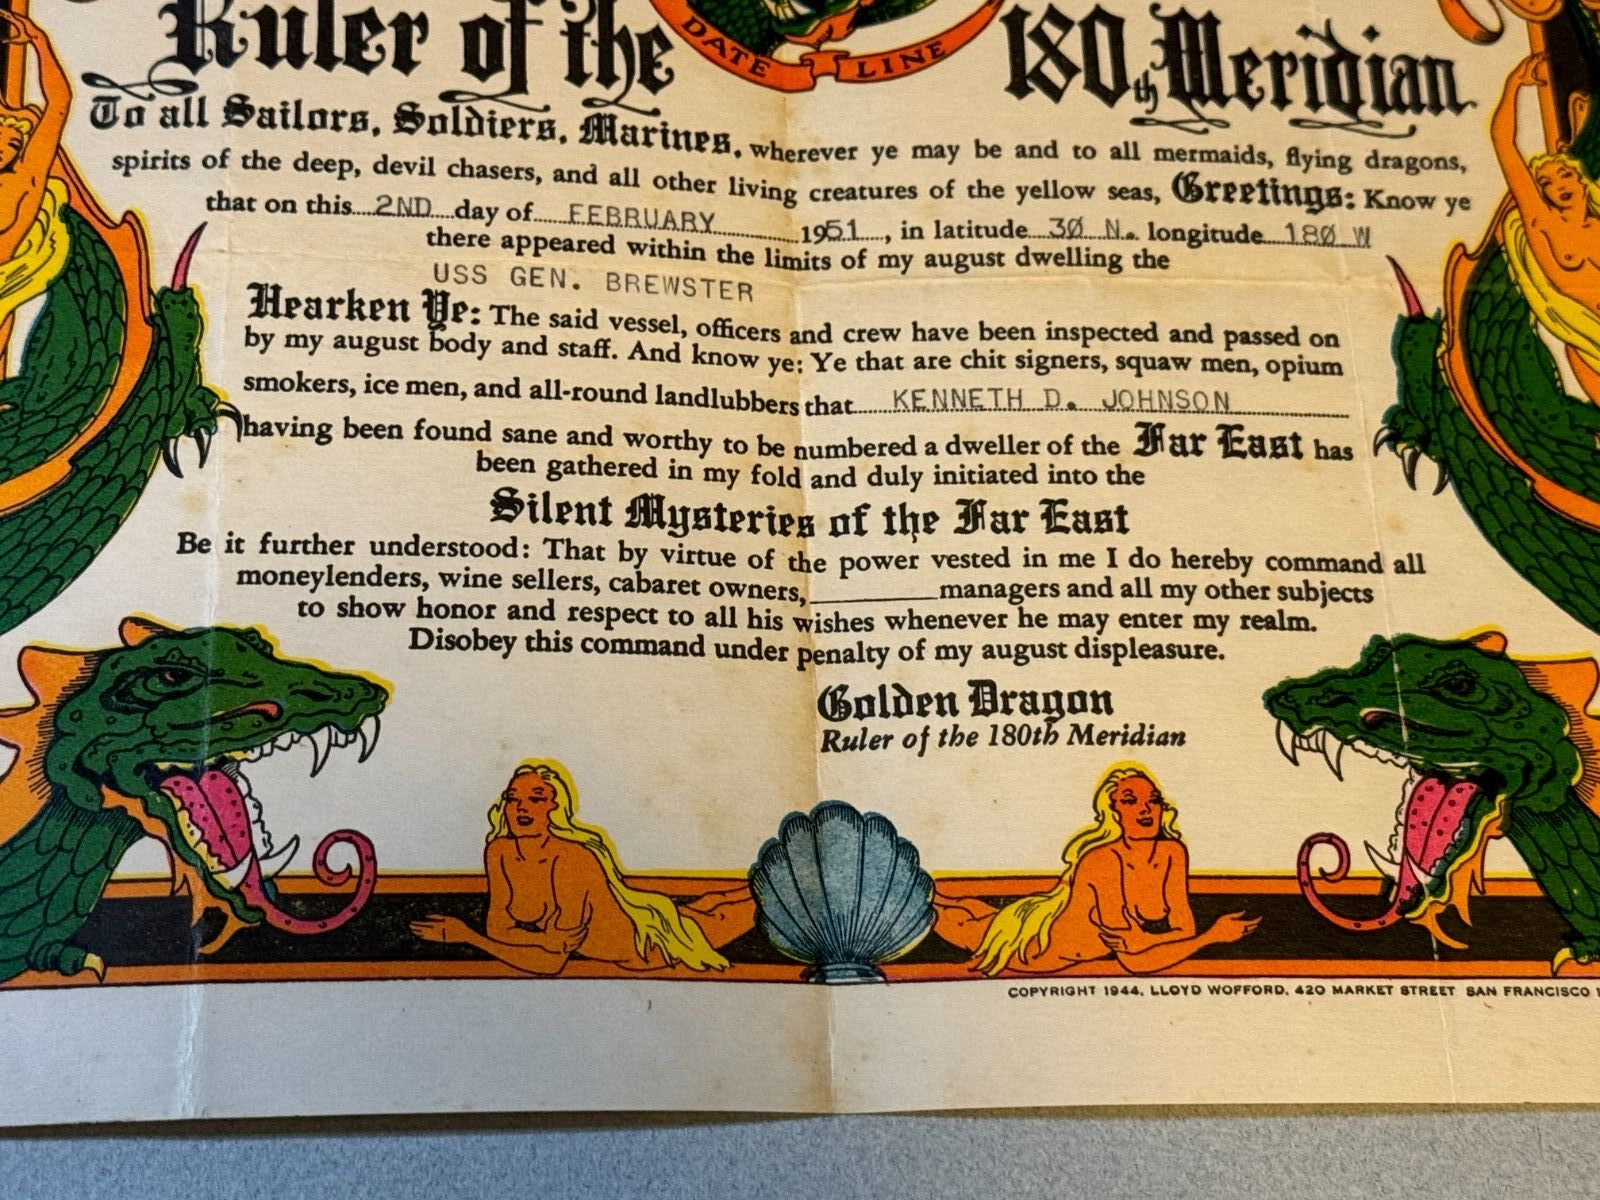 DATE LINE
Ruler of the 180th Meridian
To all Sailors, Soldiers, Marines, wherever ye may be and to all mermaids, flying dragons,
spirits of the deep, devil chasers, and all other living creatures of the yellow seas, Greetings: Know ye
that on this 2ND day of FEBRUARY 1951, in latitude 30 N. longitude 180 W
there appeared within the limits of my august dwelling the
USS GEN. BREWSTER
Hearken Ye: The said vessel, officers and crew have been inspected and passed on
by my august body and staff. And know ye: Ye that are chit signers, squaw men, opium
smokers, ice men, and all-round landlubbers that KENNETH D. JOHNSON
having been found sane and worthy to be numbered a dweller of the Far East has
been gathered in my fold and duly initiated into the
Silent Mysteries of the Far East
Be it further understood: That by virtue of the power vested in me I do hereby command all
moneylenders, wine sellers, cabaret owners, ________ managers and all my other subjects
to show honor and respect to all his wishes whenever he may enter my realm.
Disobey this command under penalty of my august displeasure.
Golden Dragon
Ruler of the 180th Meridian
COPYRIGHT 1944, LLOYD WOFFORD, 420 MARKET STREET SAN FRANCISCO